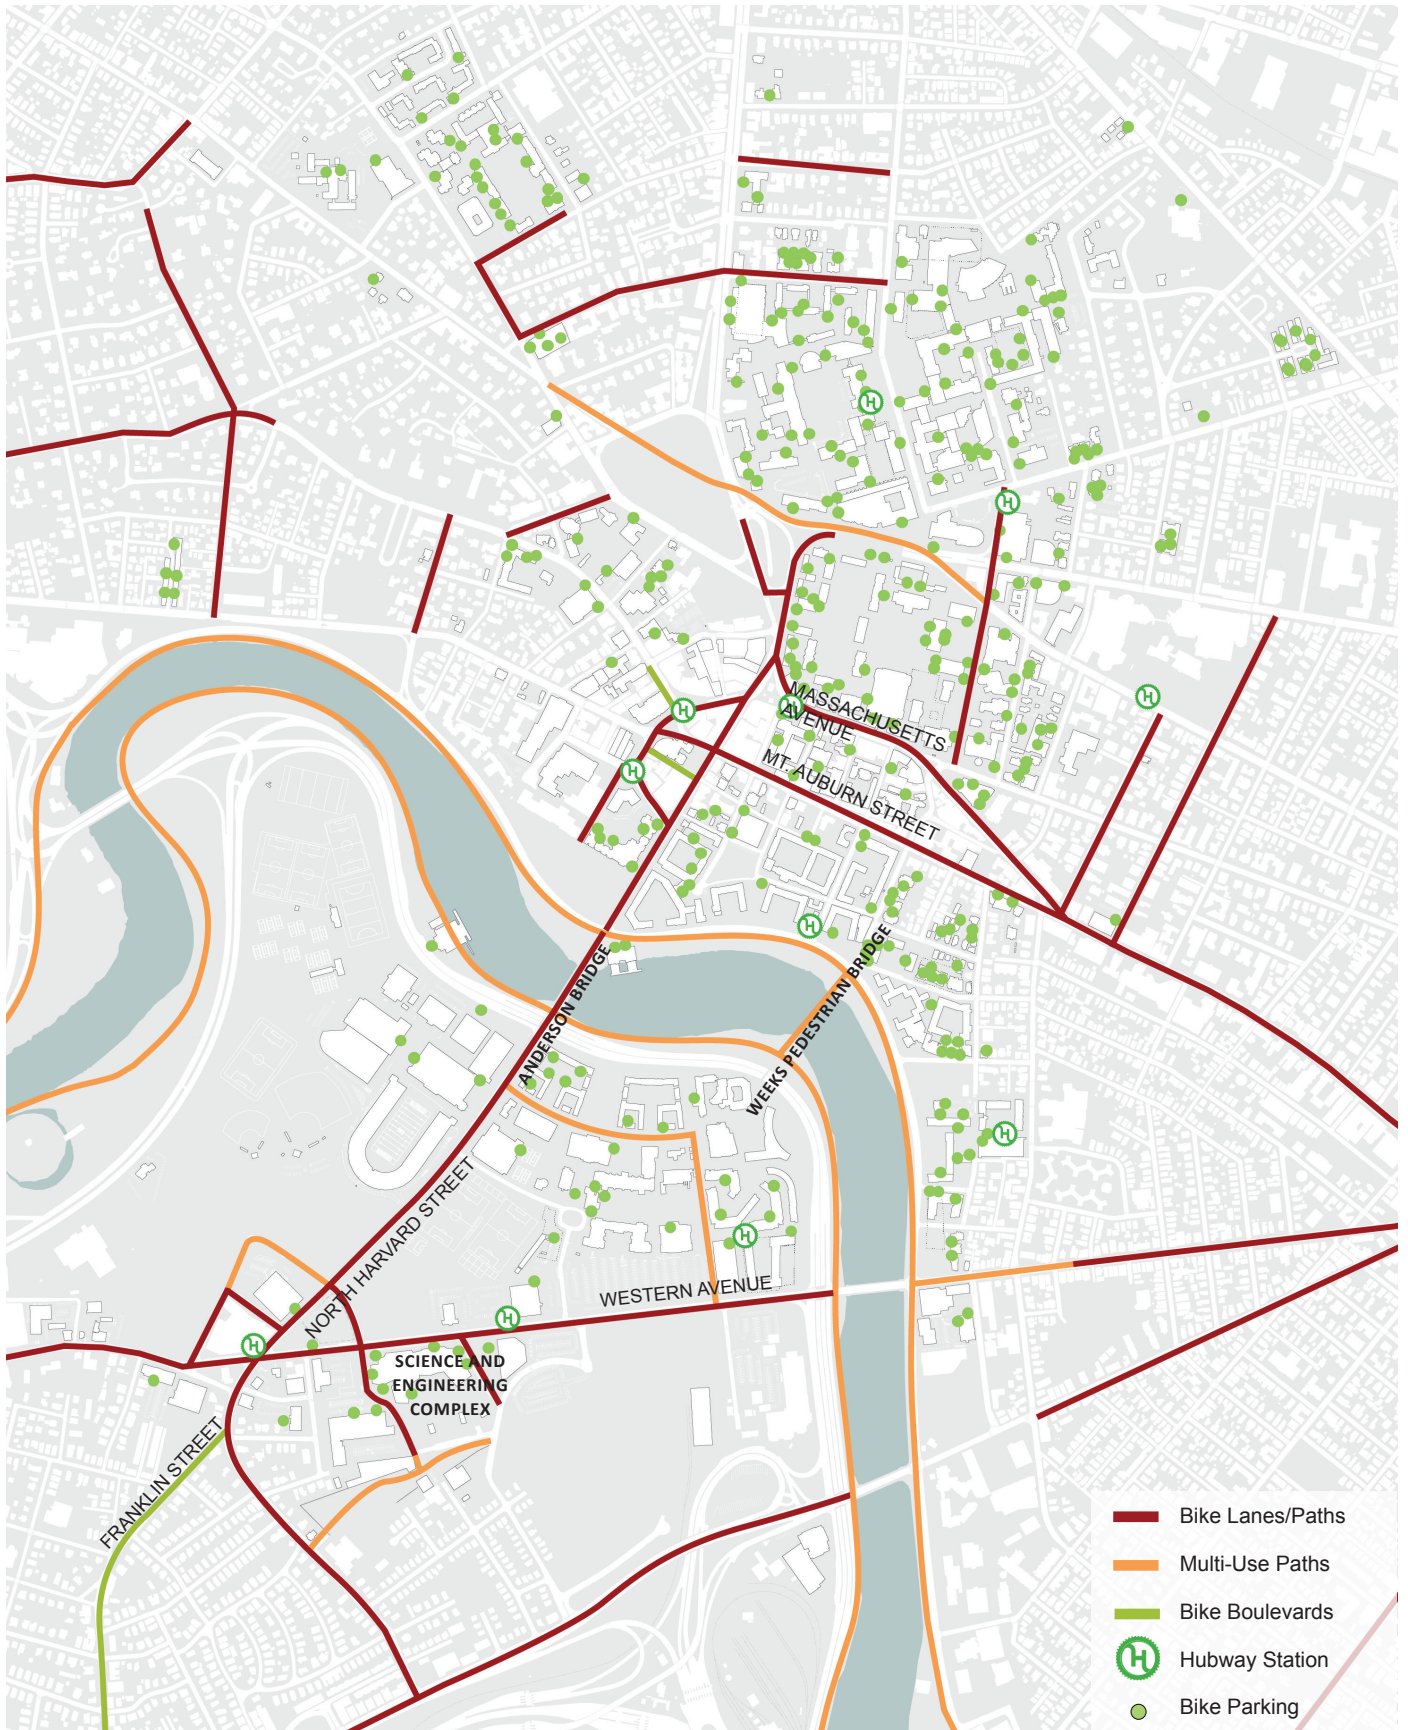 MASSACHUSETTS
AVENUE
MT. AUBURN STREET
ANDERSON BRIDGE
WEEKS PEDESTRIAN BRIDGE
NORTH HARVARD STREET
WESTERN AVENUE
SCIENCE AND
ENGINEERING
COMPLEX
FRANKLIN STREET
Bike Lanes/Paths
Multi-Use Paths
Bike Boulevards
H Hubway Station
Bike Parking